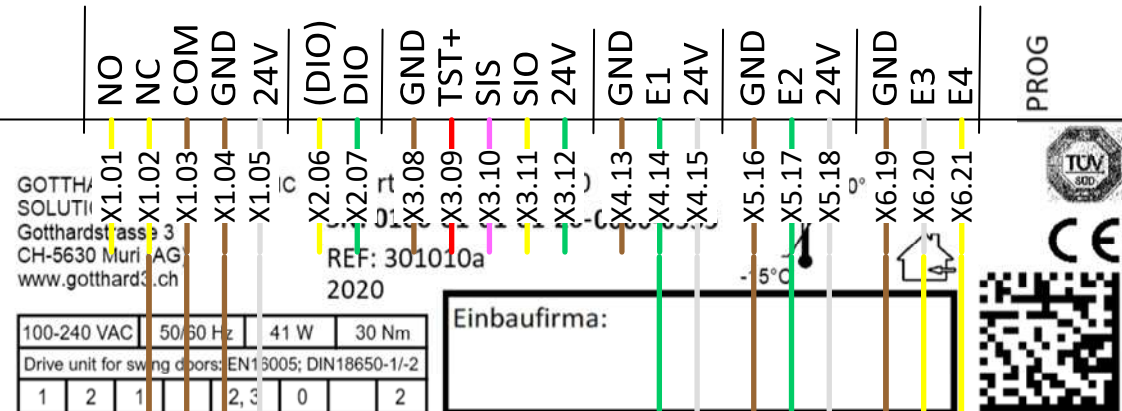 NO NC COM GND 24V (DIO) DIO GND TST+ SIS SIO 24V GND E1 24V GND E2 24V GND E3 E4 PROG
X1.01 X1.02 X1.03 X1.04 X1.05 X2.06 X2.07 X3.08 X3.09 X3.10 X3.11 X3.12 X4.13 X4.14 X4.15 X5.16 X5.17 X5.18 X6.19 X6.20 X6.21
TÜV
SÜD
CE
Gotthardstrasse 3
CH-5630 Muri (AG)
www.gotthard3.ch
REF: 301010a
2020
-15°C
Einbaufirma:
100-240 VAC 50/60 Hz 41 W 30 Nm
Drive unit for swing doors: EN16005; DIN18650-1/-2
1 2 1 2, 3 0 2